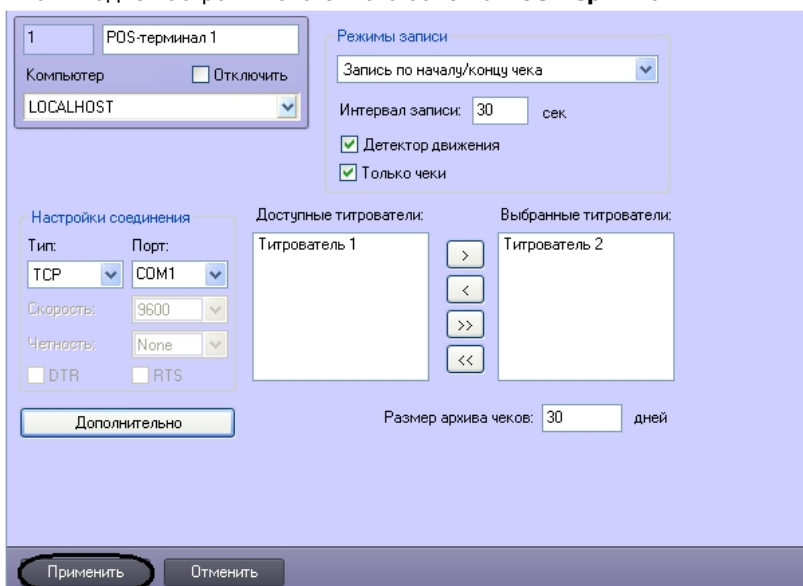 1 POS-терминал 1
Компьютер Отключить
LOCALHOST
Режимы записи
Запись по началу/концу чека
Интервал записи: 30 сек
Детектор движения
Только чеки
Настройки соединения
Тип: Порт:
TCP COM1
Скорость: 9600
Четность: None
DTR RTS
Дополнительно
Доступные титрователи:
Титрователь 1
>
<
>>
<<
Выбранные титрователи:
Титрователь 2
Размер архива чеков: 30 дней
Применить Отменить